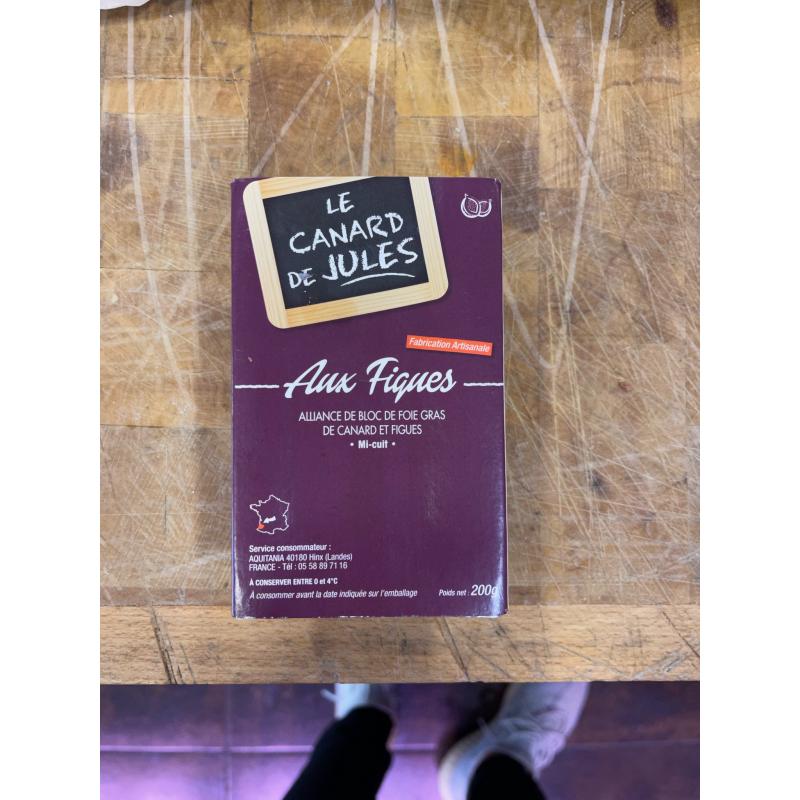 LE
CANARD
DE JULES
Fabrication Artisanale
Aux Figues
ALLIANCE DE BLOC DE FOIE GRAS
DE CANARD ET FIGUES
• Mi-cuit •
Service consommateur :
AQUITANIA 40180 Hinx (Landes)
FRANCE - Tél : 05 58 89 71 16
À CONSERVER ENTRE 0 et 4°C
À consommer avant la date indiquée sur l'emballage
Poids net : 200g